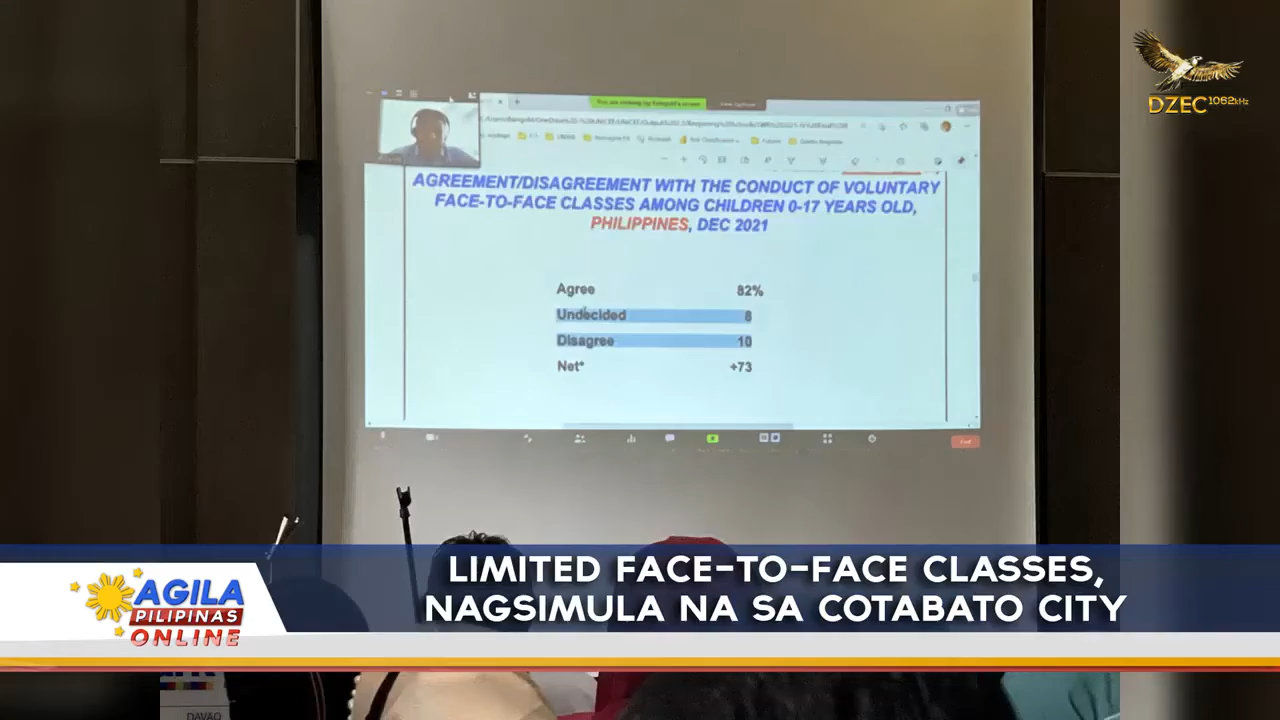 DZEC 1062kHz
AGREEMENT/DISAGREEMENT WITH THE CONDUCT OF VOLUNTARY
FACE-TO-FACE CLASSES AMONG CHILDREN 0-17 YEARS OLD,
PHILIPPINES, DEC 2021
Agree 82%
Undecided 8
Disagree 10
Net* +73
LIMITED FACE-TO-FACE CLASSES,
NAGSIMULA NA SA COTABATO CITY
AGILA
PILIPINAS
ONLINE
DAVAO